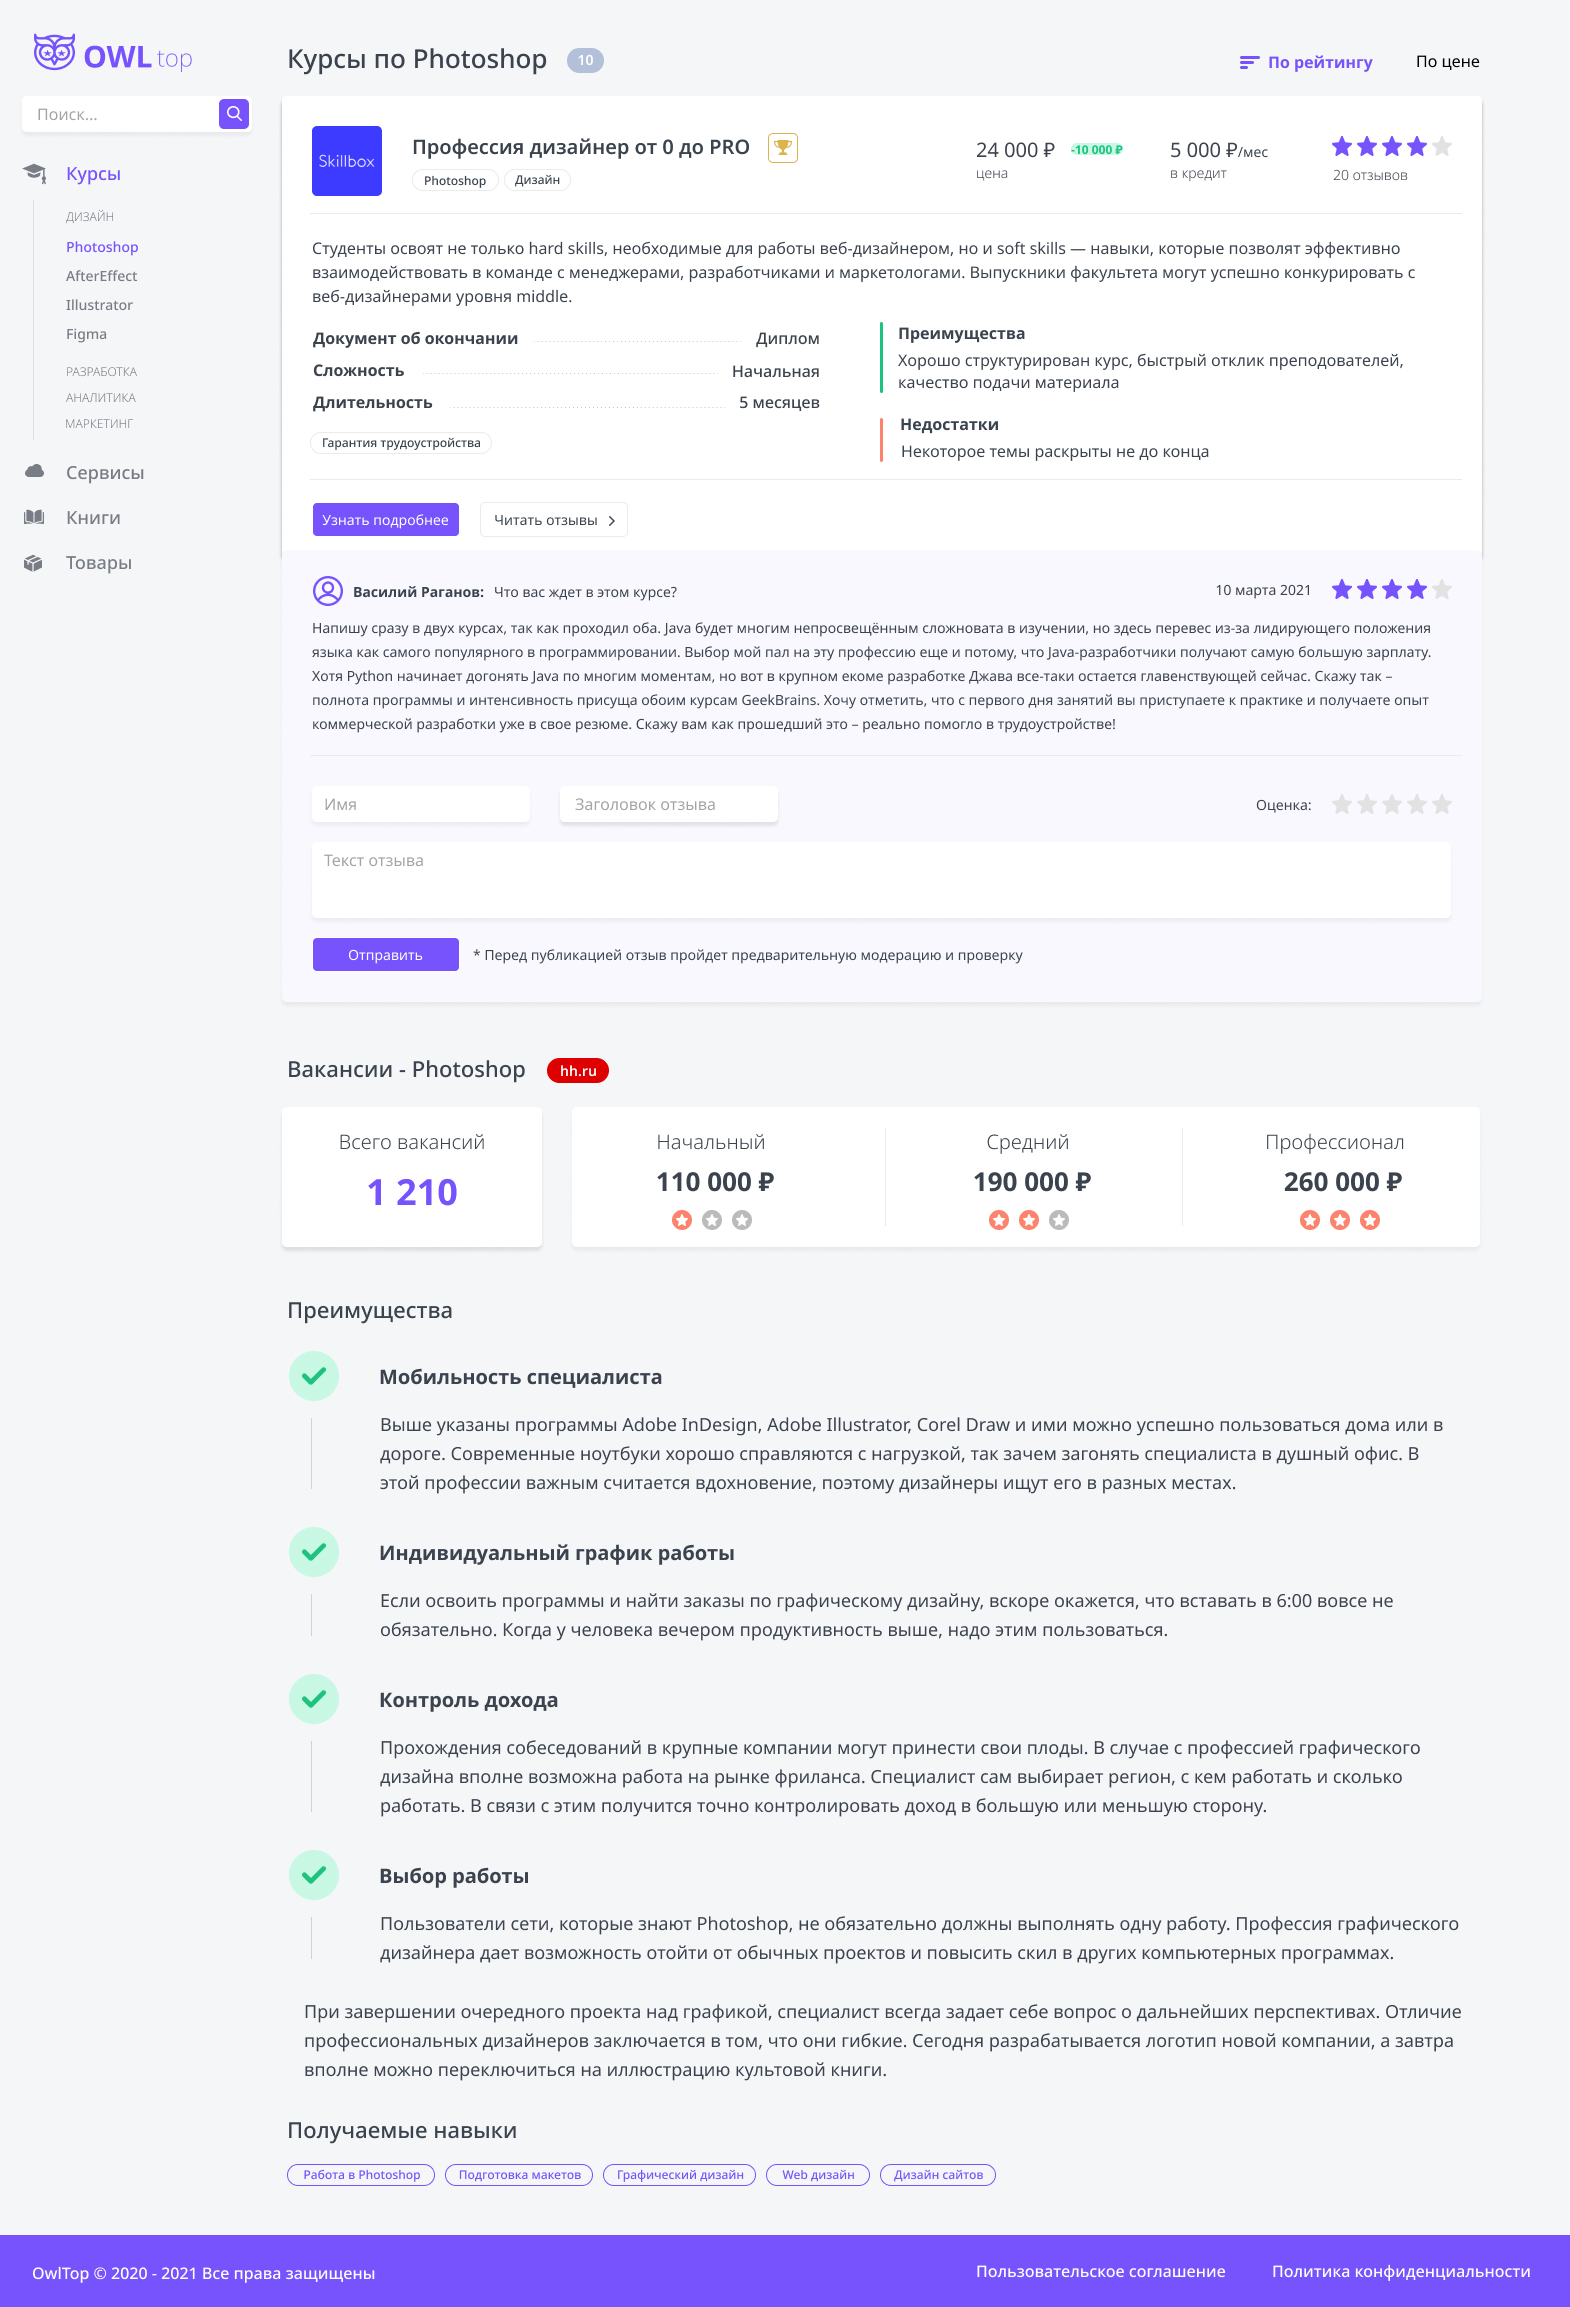 OWL top
Поиск...
Курсы
ДИЗАЙН
Photoshop
AfterEffect
Illustrator
Figma
РАЗРАБОТКА
АНАЛИТИКА
МАРКЕТИНГ
Сервисы
Книги
Товары
Курсы по Photoshop 10
По рейтингу По цене
Skillbox
Профессия дизайнер от 0 до PRO
Photoshop Дизайн
24 000 ₽ -10 000 ₽
цена
5 000 ₽/мес
в кредит
20 отзывов
Студенты освоят не только hard skills, необходимые для работы веб-дизайнером, но и soft skills — навыки, которые позволят эффективно
взаимодействовать в команде с менеджерами, разработчиками и маркетологами. Выпускники факультета могут успешно конкурировать с
веб-дизайнерами уровня middle.
Документ об окончании Диплом
Сложность Начальная
Длительность 5 месяцев
Гарантия трудоустройства
Преимущества
Хорошо структурирован курс, быстрый отклик преподователей,
качество подачи материала
Недостатки
Некоторое темы раскрыты не до конца
Узнать подробнее Читать отзывы
Василий Раганов: Что вас ждет в этом курсе? 10 марта 2021
Напишу сразу в двух курсах, так как проходил оба. Java будет многим непросвещённым сложновата в изучении, но здесь перевес из-за лидирующего положения
языка как самого популярного в программировании. Выбор мой пал на эту профессию еще и потому, что Java-разработчики получают самую большую зарплату.
Хотя Python начинает догонять Java по многим моментам, но вот в крупном екоме разработке Джава все-таки остается главенствующей сейчас. Скажу так –
полнота программы и интенсивность присуща обоим курсам GeekBrains. Хочу отметить, что с первого дня занятий вы приступаете к практике и получаете опыт
коммерческой разработки уже в свое резюме. Скажу вам как прошедший это – реально помогло в трудоустройстве!
Имя Заголовок отзыва Оценка:
Текст отзыва
Отправить * Перед публикацией отзыв пройдет предварительную модерацию и проверку
Вакансии - Photoshop hh.ru
Всего вакансий
1 210
Начальный
110 000 ₽
Средний
190 000 ₽
Профессионал
260 000 ₽
Преимущества
Мобильность специалиста
Выше указаны программы Adobe InDesign, Adobe Illustrator, Corel Draw и ими можно успешно пользоваться дома или в
дороге. Современные ноутбуки хорошо справляются с нагрузкой, так зачем загонять специалиста в душный офис. В
этой профессии важным считается вдохновение, поэтому дизайнеры ищут его в разных местах.
Индивидуальный график работы
Если освоить программы и найти заказы по графическому дизайну, вскоре окажется, что вставать в 6:00 вовсе не
обязательно. Когда у человека вечером продуктивность выше, надо этим пользоваться.
Контроль дохода
Прохождения собеседований в крупные компании могут принести свои плоды. В случае с профессией графического
дизайна вполне возможна работа на рынке фриланса. Специалист сам выбирает регион, с кем работать и сколько
работать. В связи с этим получится точно контролировать доход в большую или меньшую сторону.
Выбор работы
Пользователи сети, которые знают Photoshop, не обязательно должны выполнять одну работу. Профессия графического
дизайнера дает возможность отойти от обычных проектов и повысить скил в других компьютерных программах.
При завершении очередного проекта над графикой, специалист всегда задает себе вопрос о дальнейших перспективах. Отличие
профессиональных дизайнеров заключается в том, что они гибкие. Сегодня разрабатывается логотип новой компании, а завтра
вполне можно переключиться на иллюстрацию культовой книги.
Получаемые навыки
Работа в Photoshop Подготовка макетов Графический дизайн Web дизайн Дизайн сайтов
OwlTop © 2020 - 2021 Все права защищены
Пользовательское соглашение Политика конфиденциальности